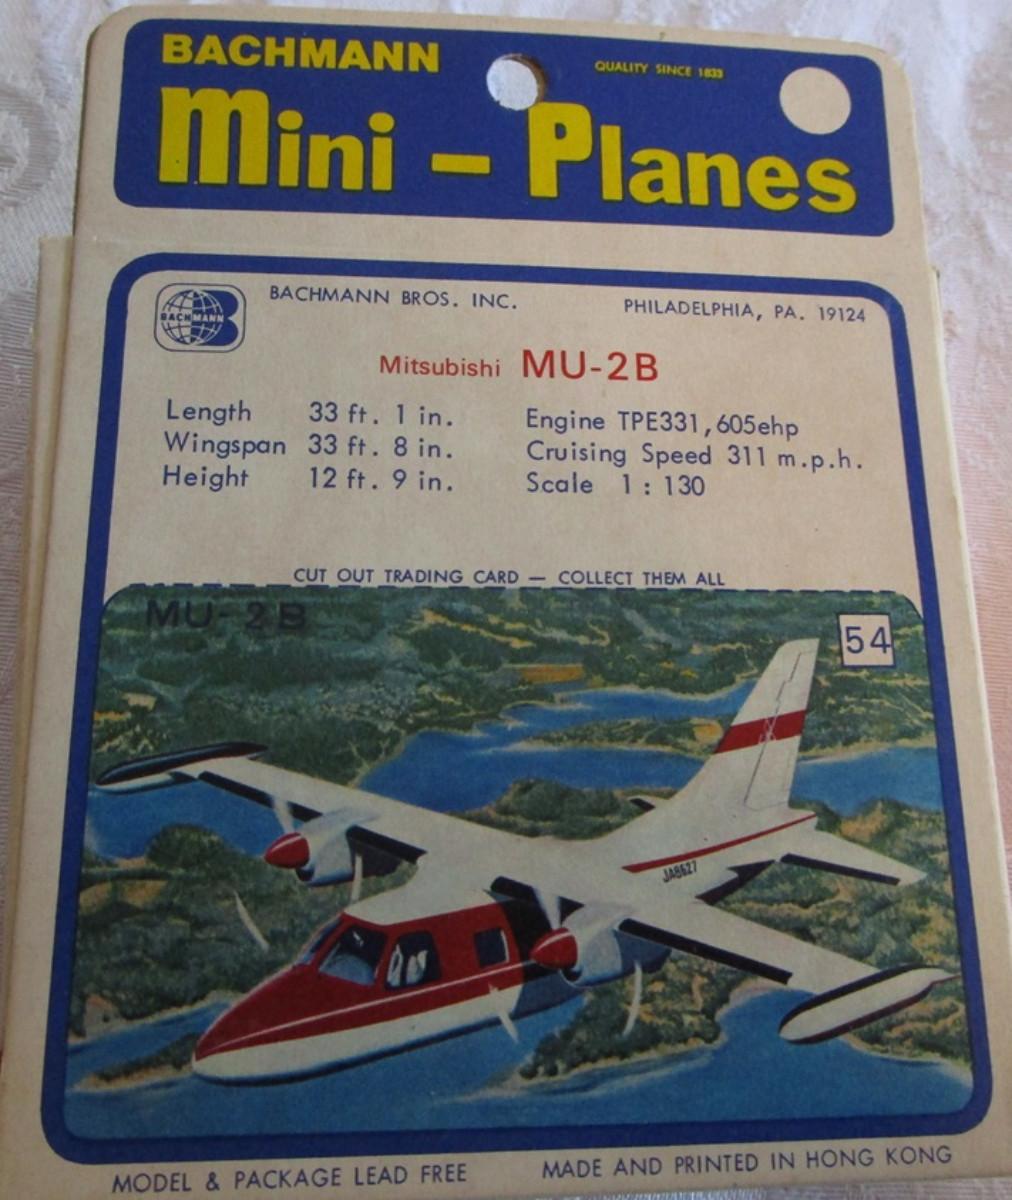 BACHMANN
QUALITY SINCE 1833
Mini - Planes
BACHMANN
BACHMANN BROS. INC.
PHILADELPHIA, PA. 19124
Mitsubishi MU-2B
Length 33 ft. 1 in.
Engine TPE331, 605ehp
Wingspan 33 ft. 8 in.
Cruising Speed 311 m.p.h.
Height 12 ft. 9 in.
Scale 1 : 130
CUT OUT TRADING CARD — COLLECT THEM ALL
MU-2B
54
JA8627
MODEL & PACKAGE LEAD FREE
MADE AND PRINTED IN HONG KONG